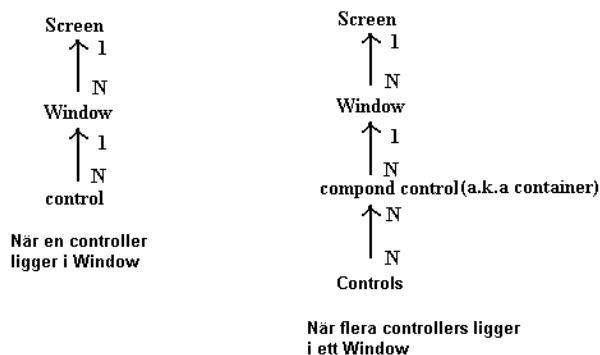 Screen
1
N
Window
1
N
control
När en controller
ligger i Window
Screen
1
N
Window
1
N
compond control(a.k.a container)
N
N
Controls
När flera controllers ligger
i ett Window